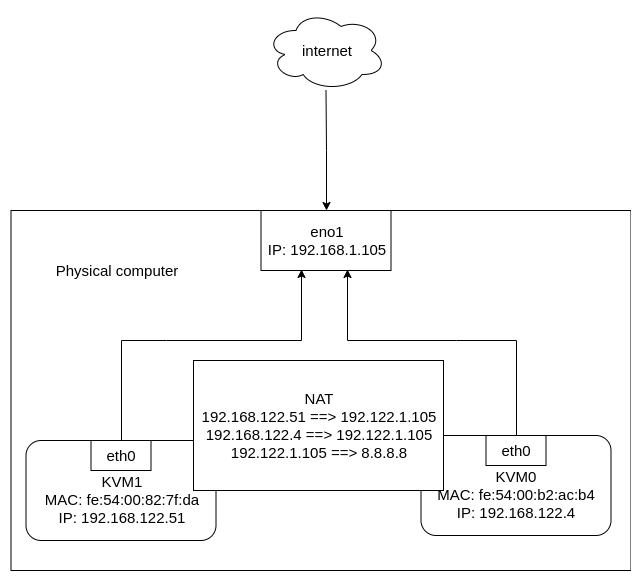 internet
eno1
IP: 192.168.1.105
Physical computer
NAT
192.168.122.51 ==> 192.122.1.105
192.168.122.4 ==> 192.122.1.105
192.122.1.105 ==> 8.8.8.8
eth0
KVM1
MAC: fe:54:00:82:7f:da
IP: 192.168.122.51
eth0
KVM0
MAC: fe:54:00:b2:ac:b4
IP: 192.168.122.4